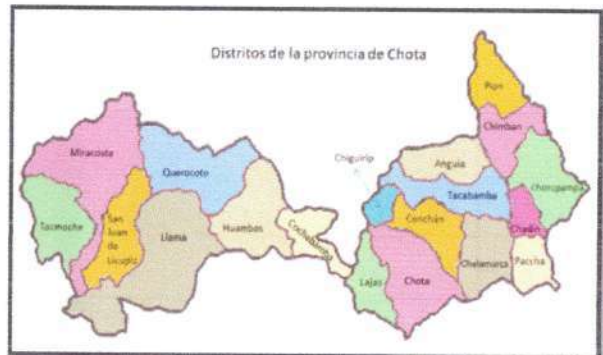 Distritos de la provincia de Chota
Pion
Chimban
Miracosta
Querocoto
Chiguirip
Anguia
Choropampa
Tacabamba
Tocmoche
San
Juan
de
Licupis
Conchán
Chadín
Llama
Huambos
Cochabamba
Lajas
Chota
Chalamarca
Paccha